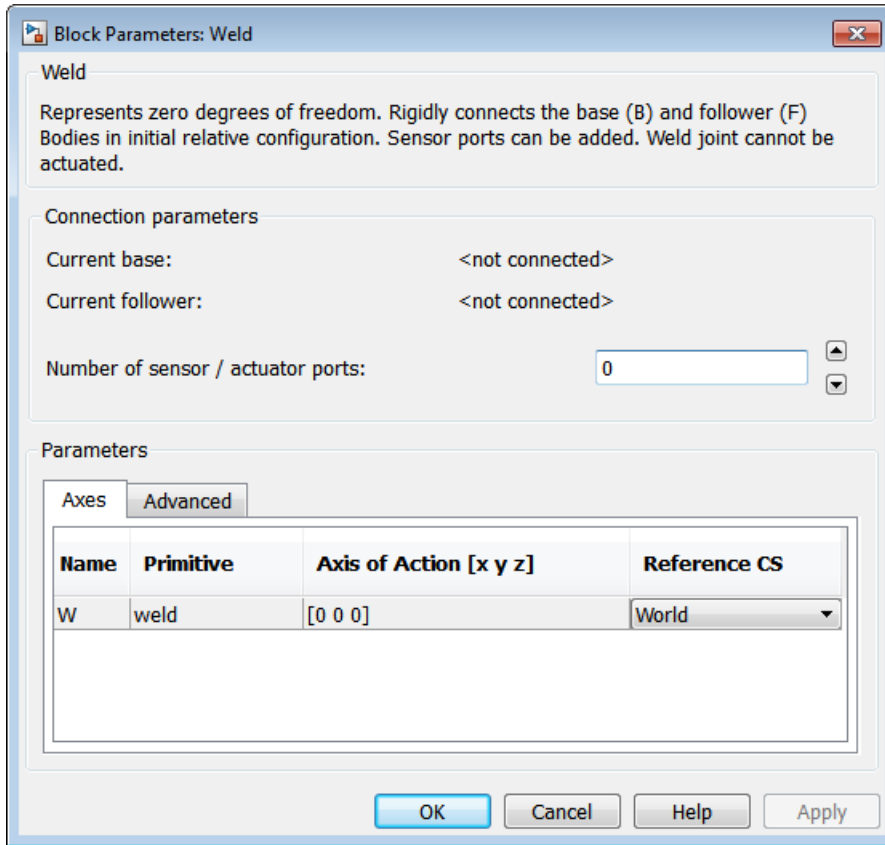 Block Parameters: Weld
Weld
Represents zero degrees of freedom. Rigidly connects the base (B) and follower (F)
Bodies in initial relative configuration. Sensor ports can be added. Weld joint cannot be
actuated.
Connection parameters
Current base: <not connected>
Current follower: <not connected>
Number of sensor / actuator ports: 0
Parameters
Axes Advanced
Name Primitive Axis of Action [x y z] Reference CS
W weld [0 0 0] World
OK Cancel Help Apply